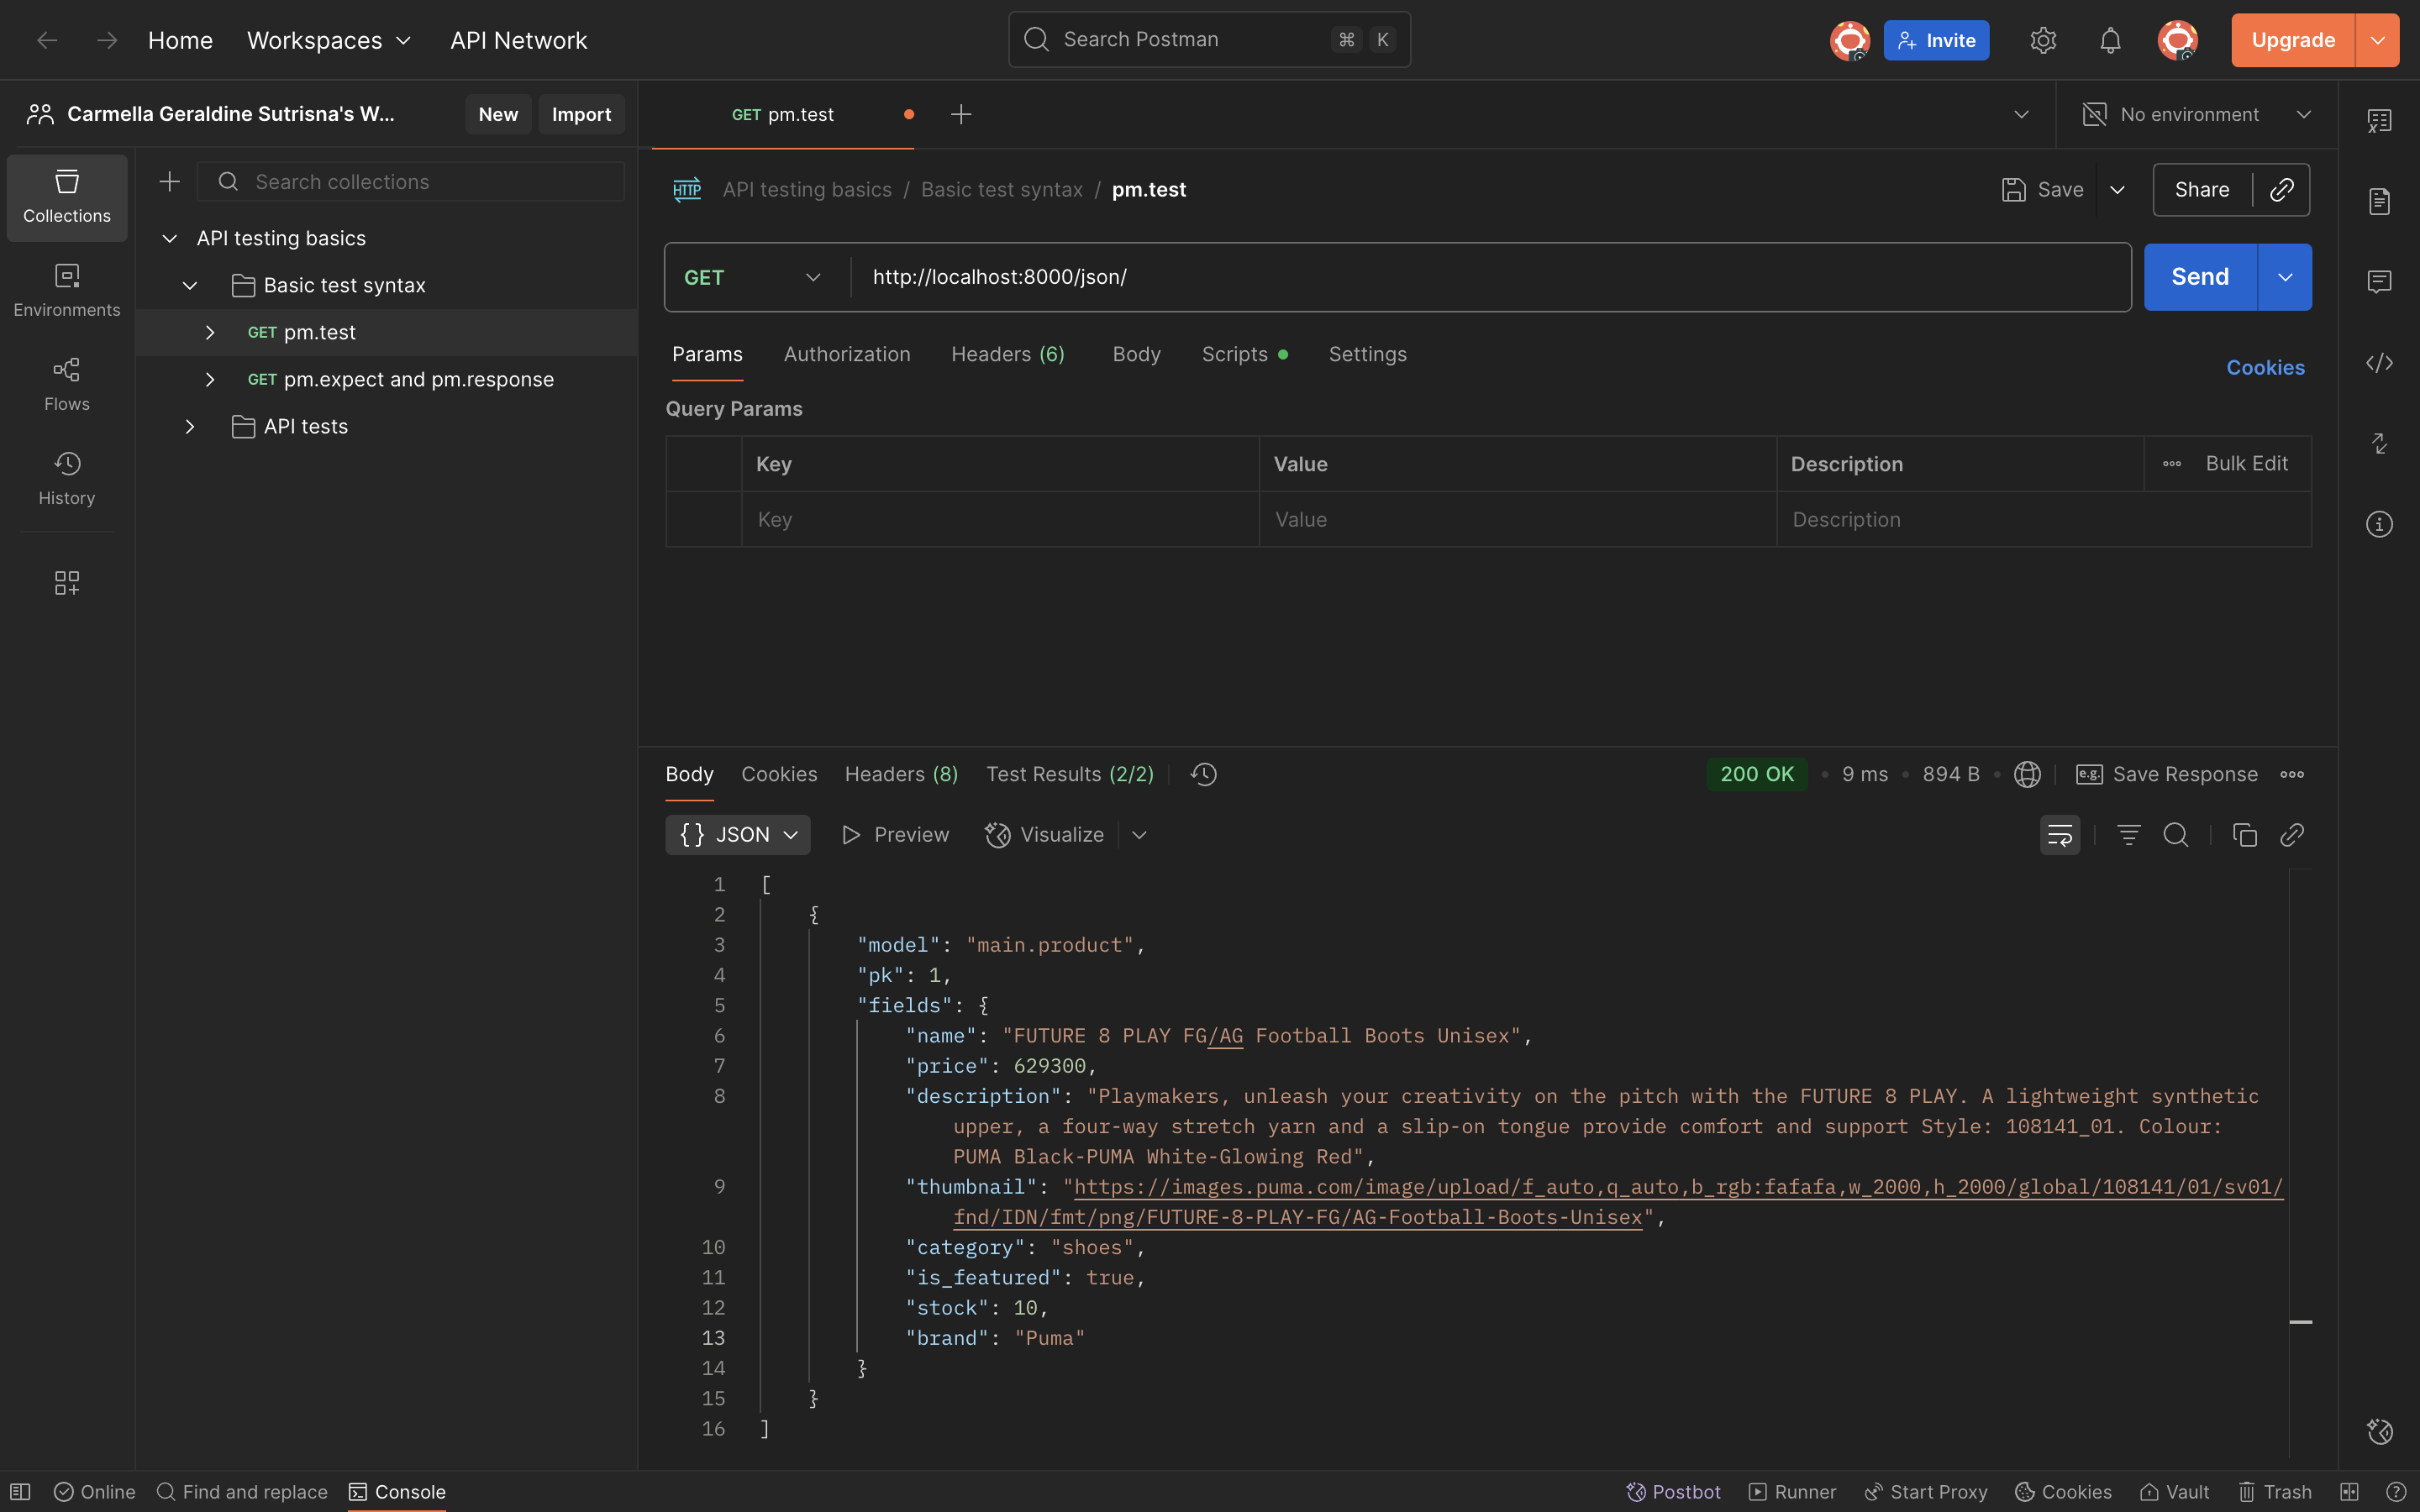 Home Workspaces API Network Search Postman ⌘ K Invite Upgrade
Carmella Geraldine Sutrisna's W... New Import GET pm.test No environment
Collections
Search collections
HTTP API testing basics / Basic test syntax / pm.test Save Share
API testing basics
Environments
Basic test syntax
GET http://localhost:8000/json/ Send
GET pm.test
Params Authorization Headers (6) Body Scripts Settings Cookies
GET pm.expect and pm.response
Flows
Query Params
API tests
History
Key Value Description Bulk Edit
Key Value Description
Body Cookies Headers (8) Test Results (2/2) 200 OK 9 ms 894 B e.g. Save Response
{} JSON Preview Visualize
1 [
2 {
3 "model": "main.product",
4 "pk": 1,
5 "fields": {
6 "name": "FUTURE 8 PLAY FG/AG Football Boots Unisex",
7 "price": 629300,
8 "description": "Playmakers, unleash your creativity on the pitch with the FUTURE 8 PLAY. A lightweight synthetic
upper, a four-way stretch yarn and a slip-on tongue provide comfort and support Style: 108141_01. Colour:
PUMA Black-PUMA White-Glowing Red",
9 "thumbnail": "https://images.puma.com/image/upload/f_auto,q_auto,b_rgb:fafafa,w_2000,h_2000/global/108141/01/sv01/
fnd/IDN/fmt/png/FUTURE-8-PLAY-FG/AG-Football-Boots-Unisex",
10 "category": "shoes",
11 "is_featured": true,
12 "stock": 10,
13 "brand": "Puma"
14 }
15 }
16 ]
Online Find and replace Console Postbot Runner Start Proxy Cookies Vault Trash